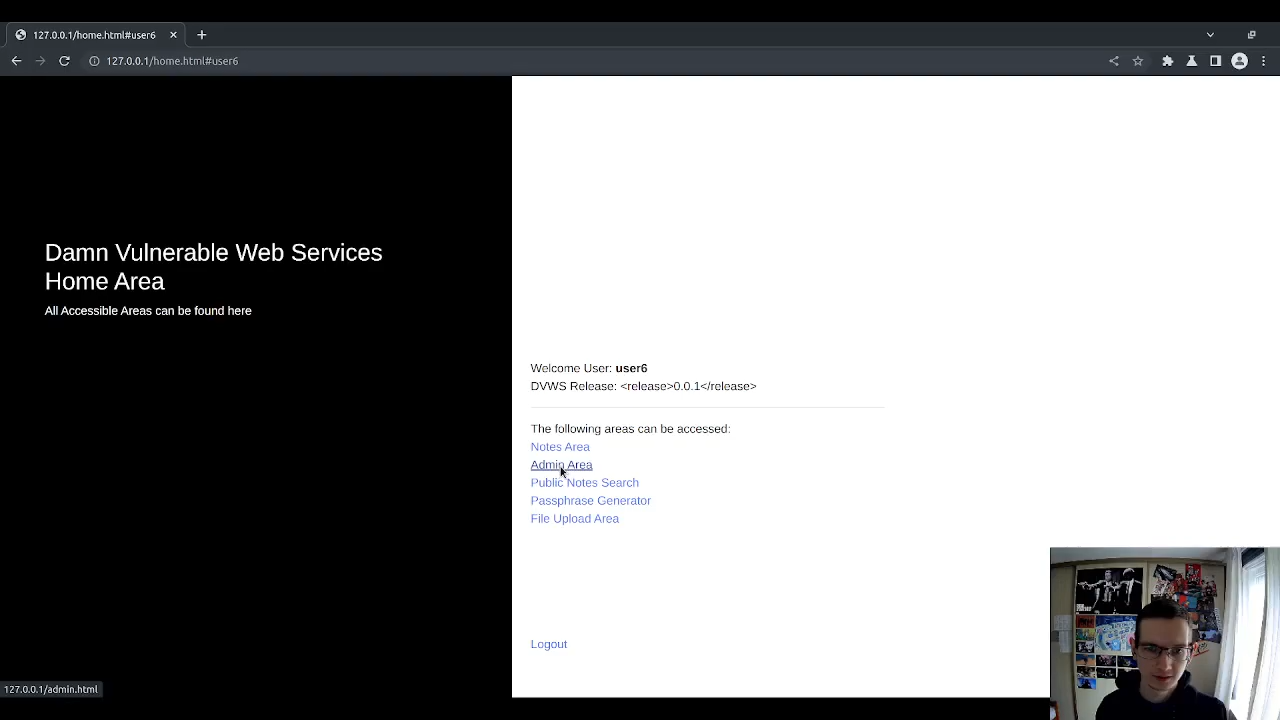 127.0.0.1/home.html#user6
127.0.0.1/home.html#user6
Damn Vulnerable Web Services
Home Area
All Accessible Areas can be found here
Welcome User: user6
DVWS Release: <release>0.0.1</release>
The following areas can be accessed:
Notes Area
Admin Area
Public Notes Search
Passphrase Generator
File Upload Area
Logout
127.0.0.1/admin.html